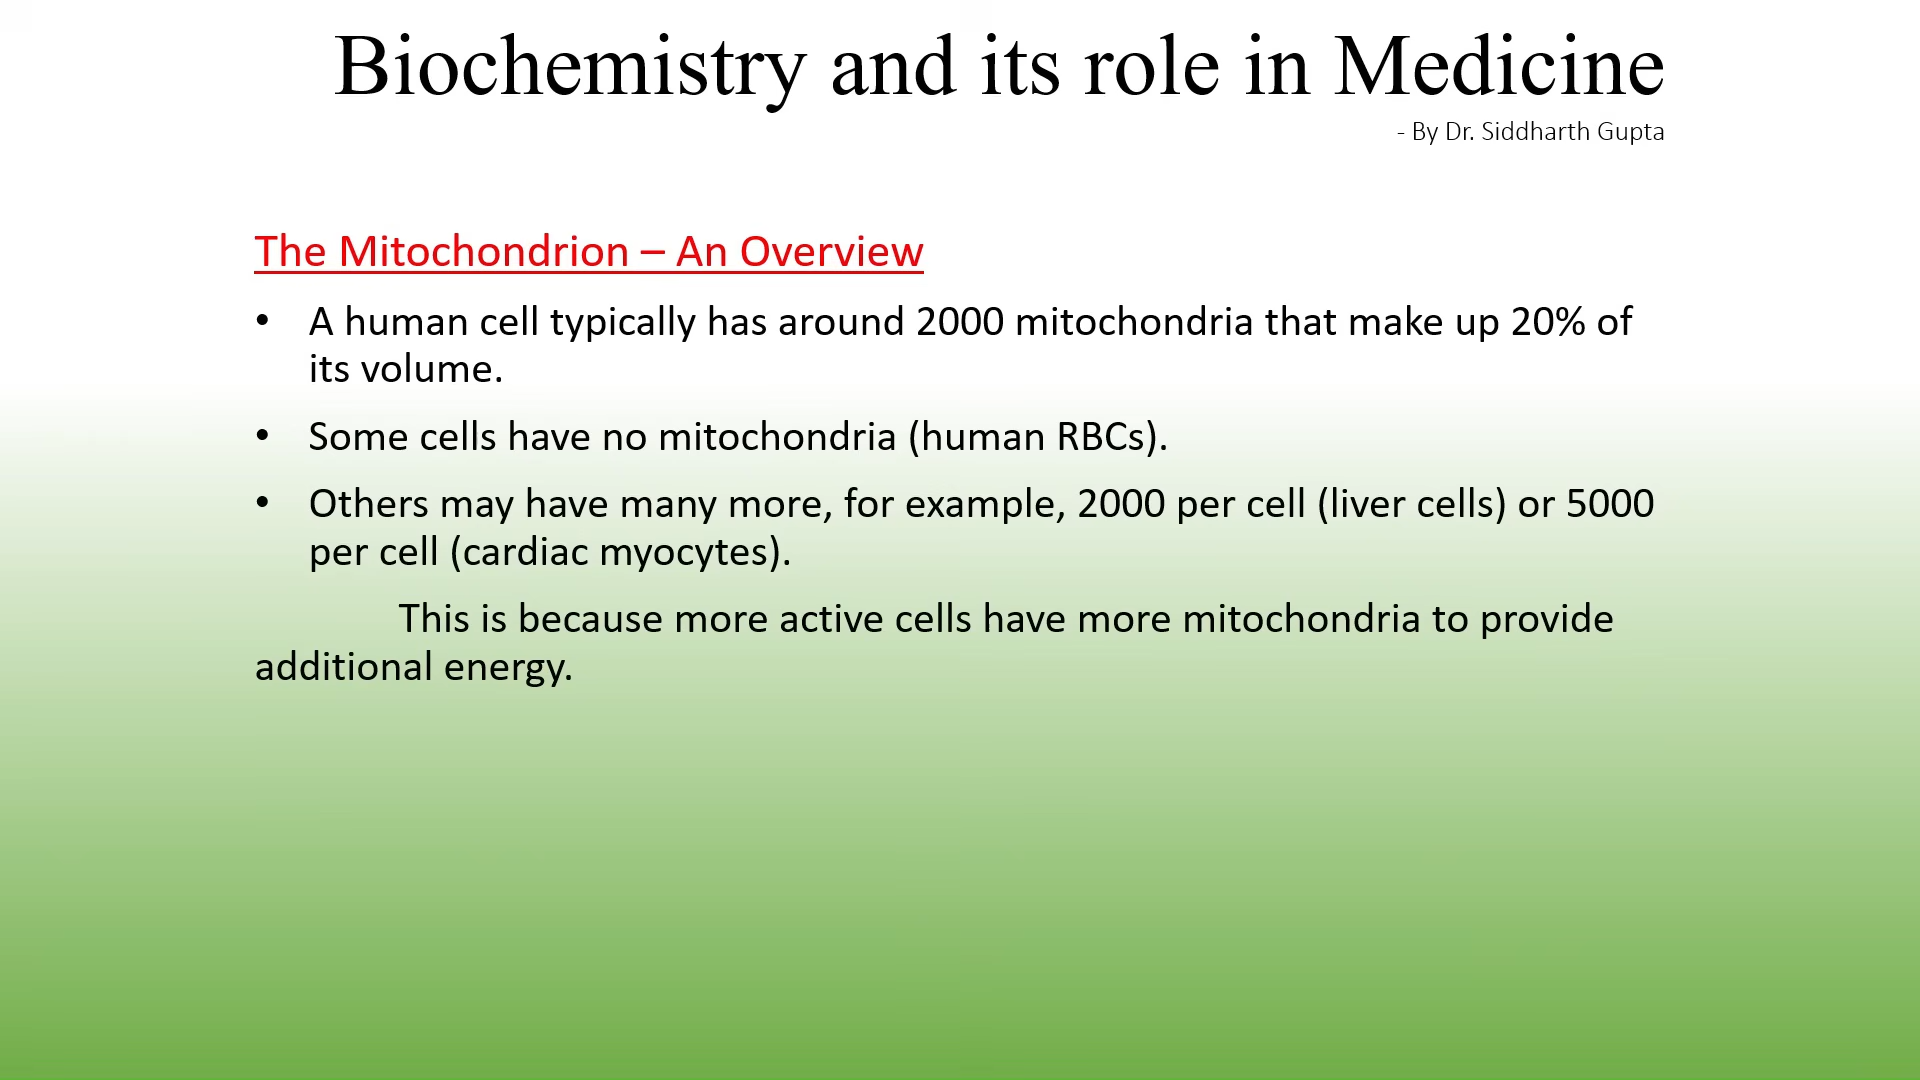 Biochemistry and its role in Medicine
- By Dr. Siddharth Gupta
The Mitochondrion – An Overview
• A human cell typically has around 2000 mitochondria that make up 20% of
its volume.
• Some cells have no mitochondria (human RBCs).
• Others may have many more, for example, 2000 per cell (liver cells) or 5000
per cell (cardiac myocytes).
This is because more active cells have more mitochondria to provide
additional energy.